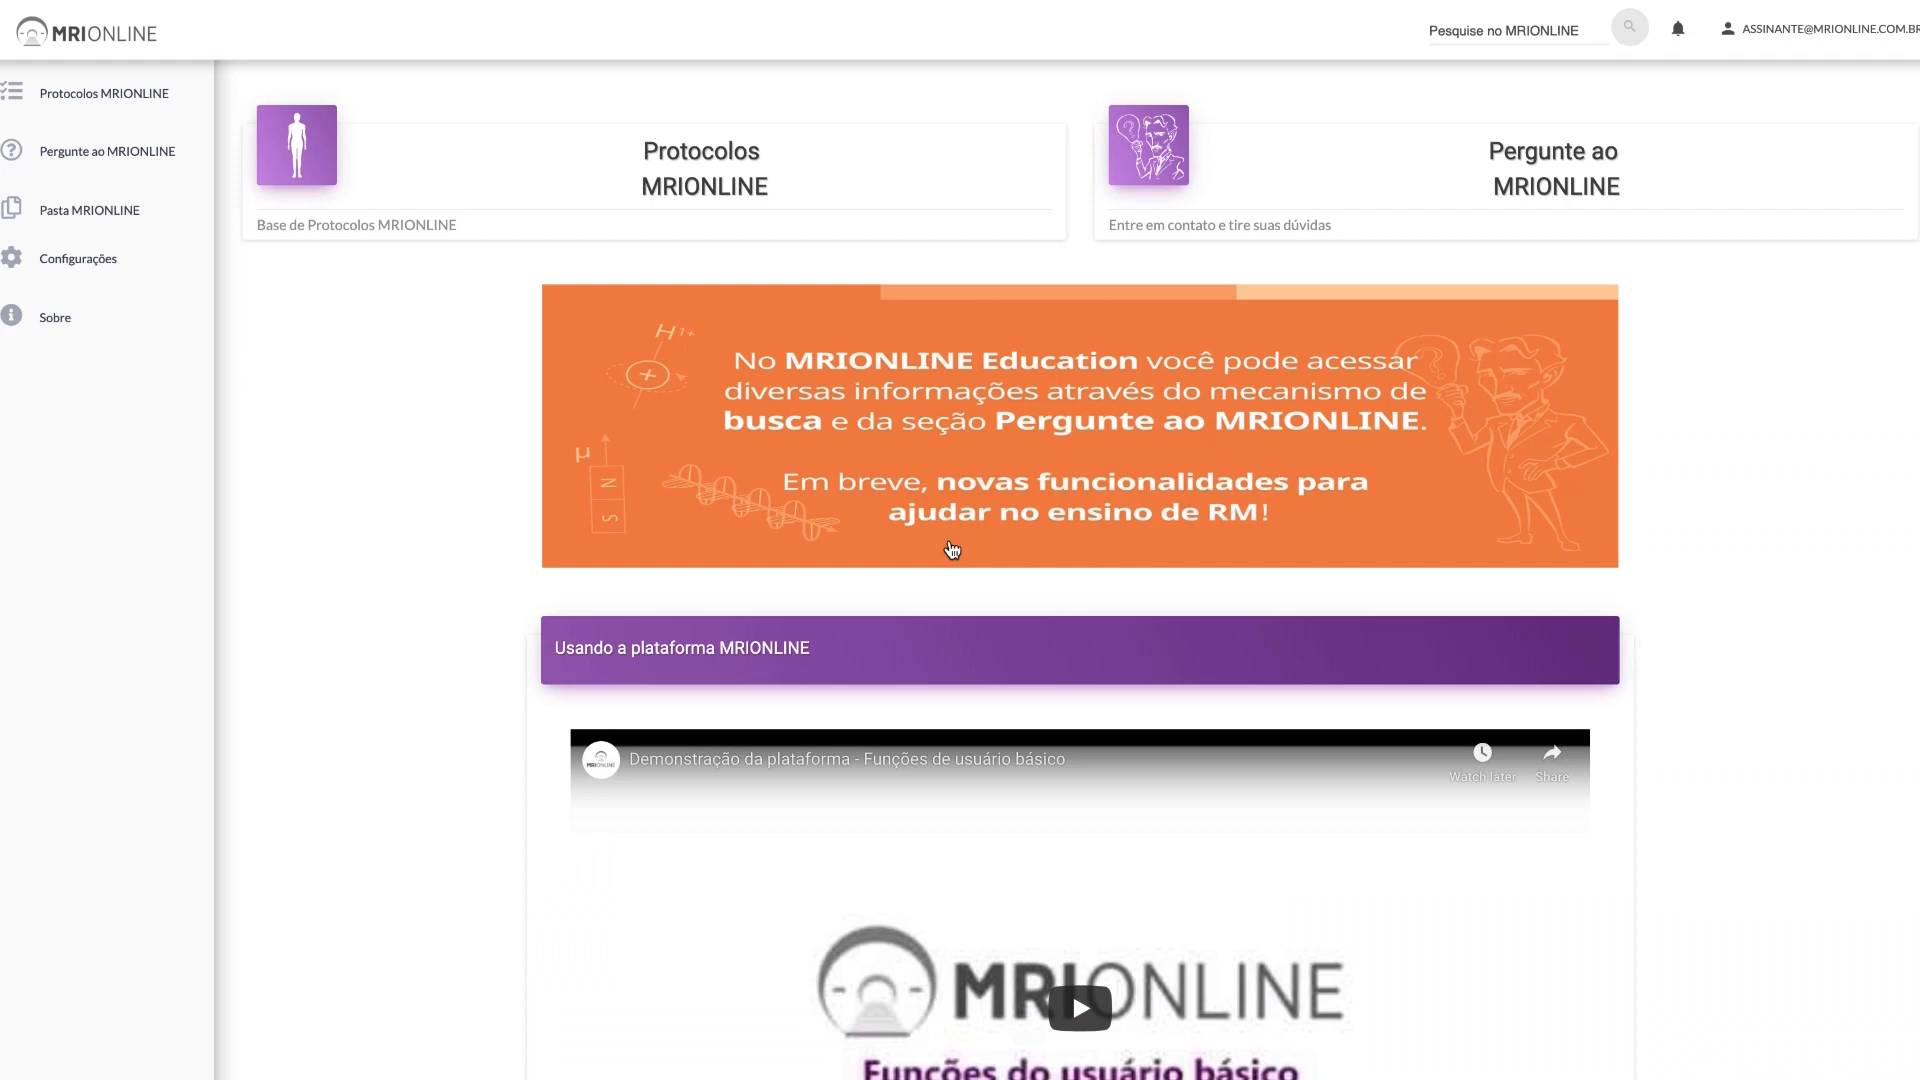 MRIONLINE
Pesquise no MRIONLINE
ASSINANTE@MRIONLINE.COM.BR
Protocolos MRIONLINE
Pergunte ao MRIONLINE
Pasta MRIONLINE
Configurações
Sobre
Protocolos
MRIONLINE
Base de Protocolos MRIONLINE
Pergunte ao
MRIONLINE
Entre em contato e tire suas dúvidas
H 1+
No MRIONLINE Education você pode acessar
diversas informações através do mecanismo de
busca e da seção Pergunte ao MRIONLINE.
Em breve, novas funcionalidades para
ajudar no ensino de RM!
μ
N
S
Usando a plataforma MRIONLINE
MRIONLINE
Demonstração da plataforma - Funções de usuário básico
Watch later
Share
MRIONLINE
Funções do usuário básico